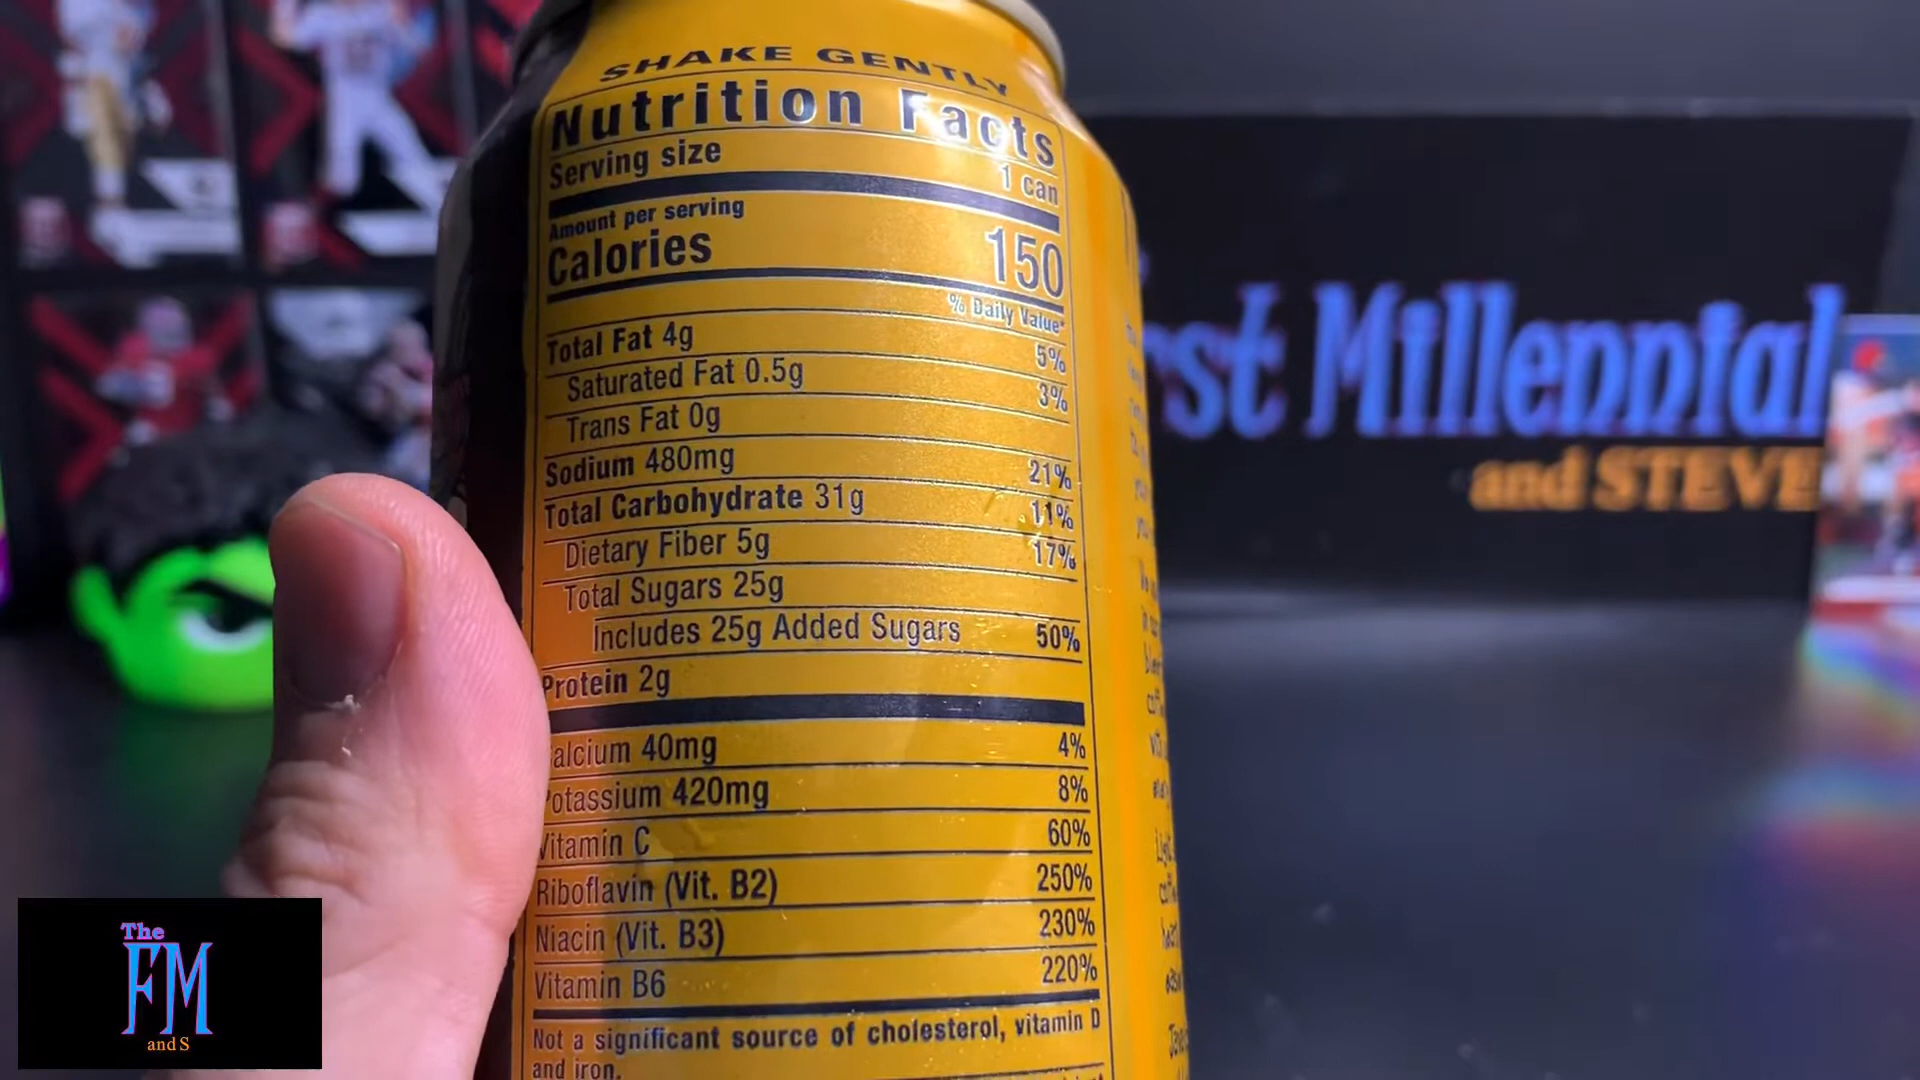 SHAKE GENTLY
Nutrition Facts
Serving size 1 can
Amount per serving
Calories 150
% Daily Value*
Total Fat 4g 5%
Saturated Fat 0.5g 3%
Trans Fat 0g
Sodium 480mg 21%
Total Carbohydrate 31g 11%
Dietary Fiber 5g 17%
Total Sugars 25g
Includes 25g Added Sugars 50%
Protein 2g
alcium 40mg 4%
otassium 420mg 8%
Vitamin C 60%
Riboflavin (Vit. B2) 250%
Niacin (Vit. B3) 230%
Vitamin B6 220%
Not a significant source of cholesterol, vitamin D
and iron.
rst Millennial
and STEVE
The
FM
and S